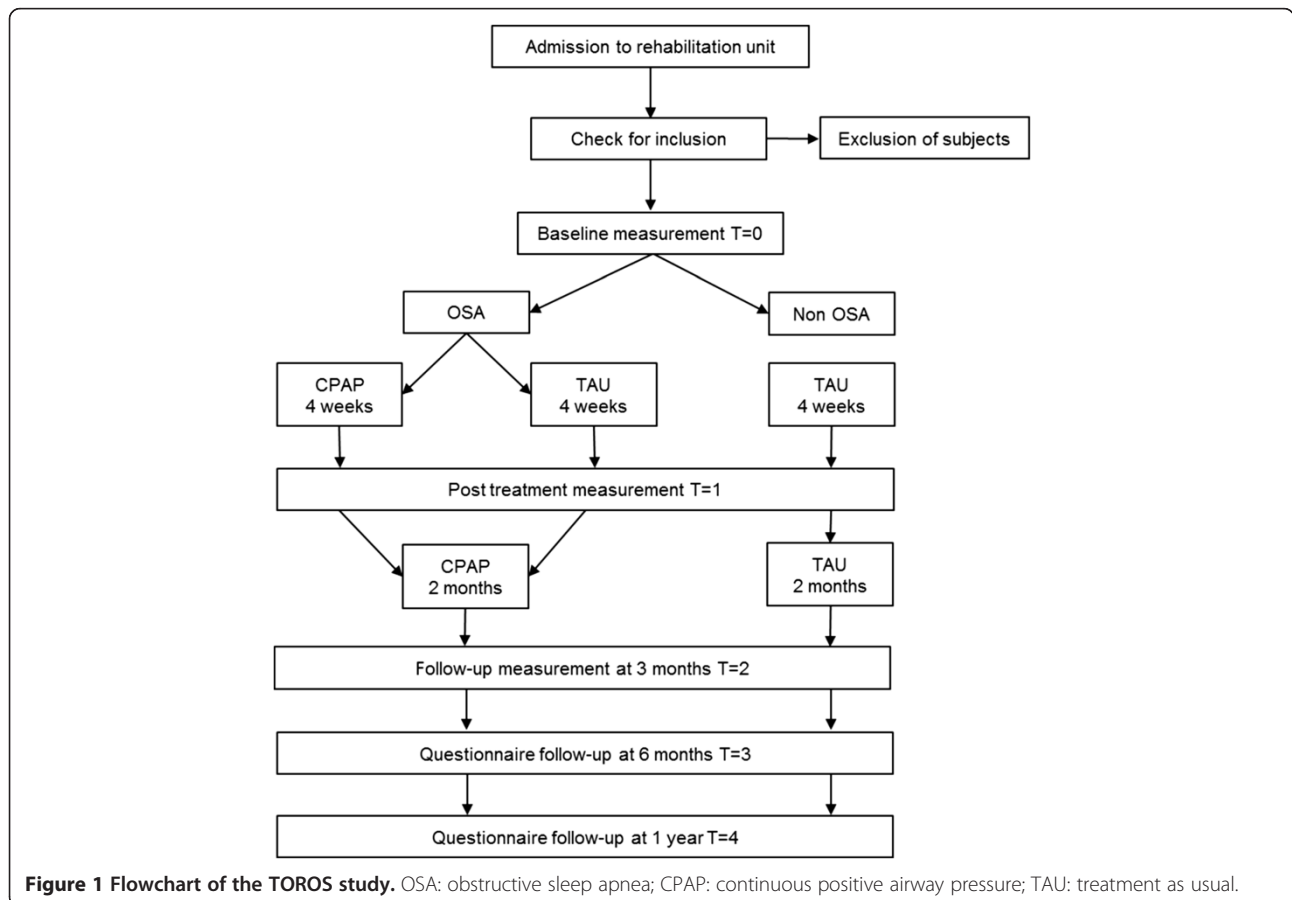 Admission to rehabilitation unit
Check for inclusion
Exclusion of subjects
Baseline measurement T=0
OSA
Non OSA
CPAP
4 weeks
TAU
4 weeks
TAU
4 weeks
Post treatment measurement T=1
CPAP
2 months
TAU
2 months
Follow-up measurement at 3 months T=2
Questionnaire follow-up at 6 months T=3
Questionnaire follow-up at 1 year T=4
Figure 1 Flowchart of the TOROS study. OSA: obstructive sleep apnea; CPAP: continuous positive airway pressure; TAU: treatment as usual.